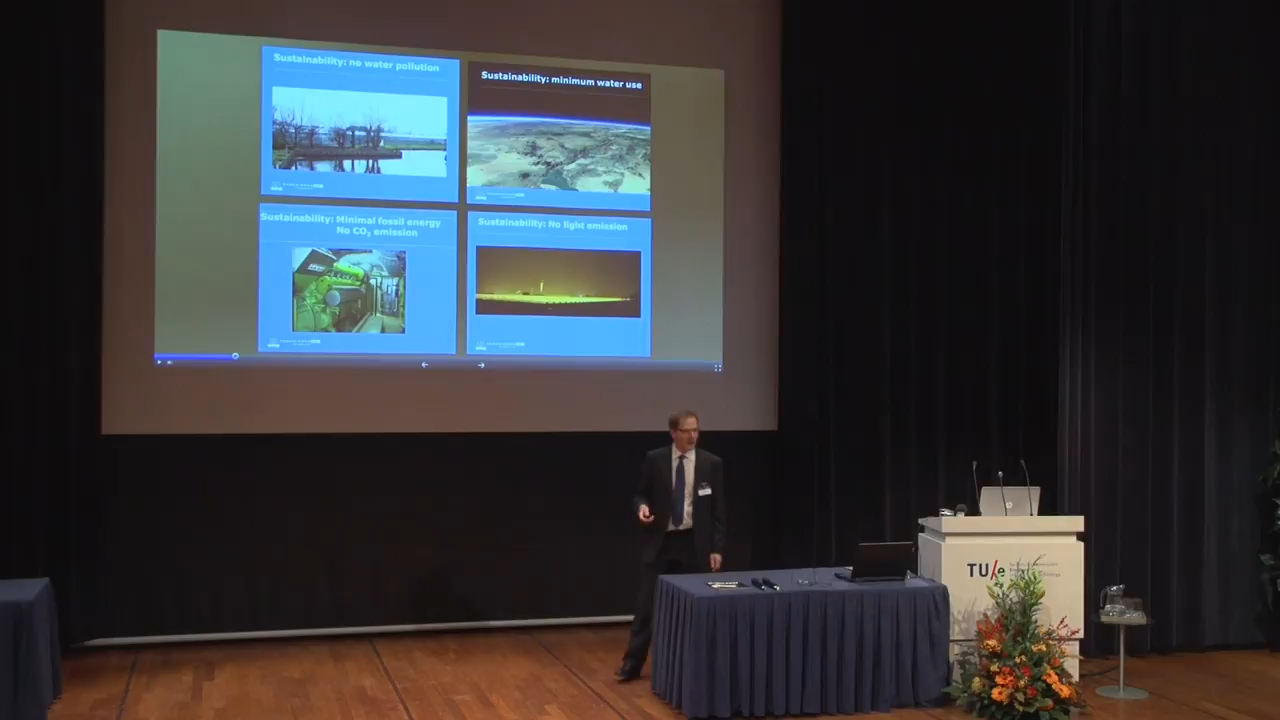 Sustainability: no water pollution
Sustainability: minimum water use
Sustainability: Minimal fossil energy
No CO₂ emission
Sustainability: No light emission
TU/e